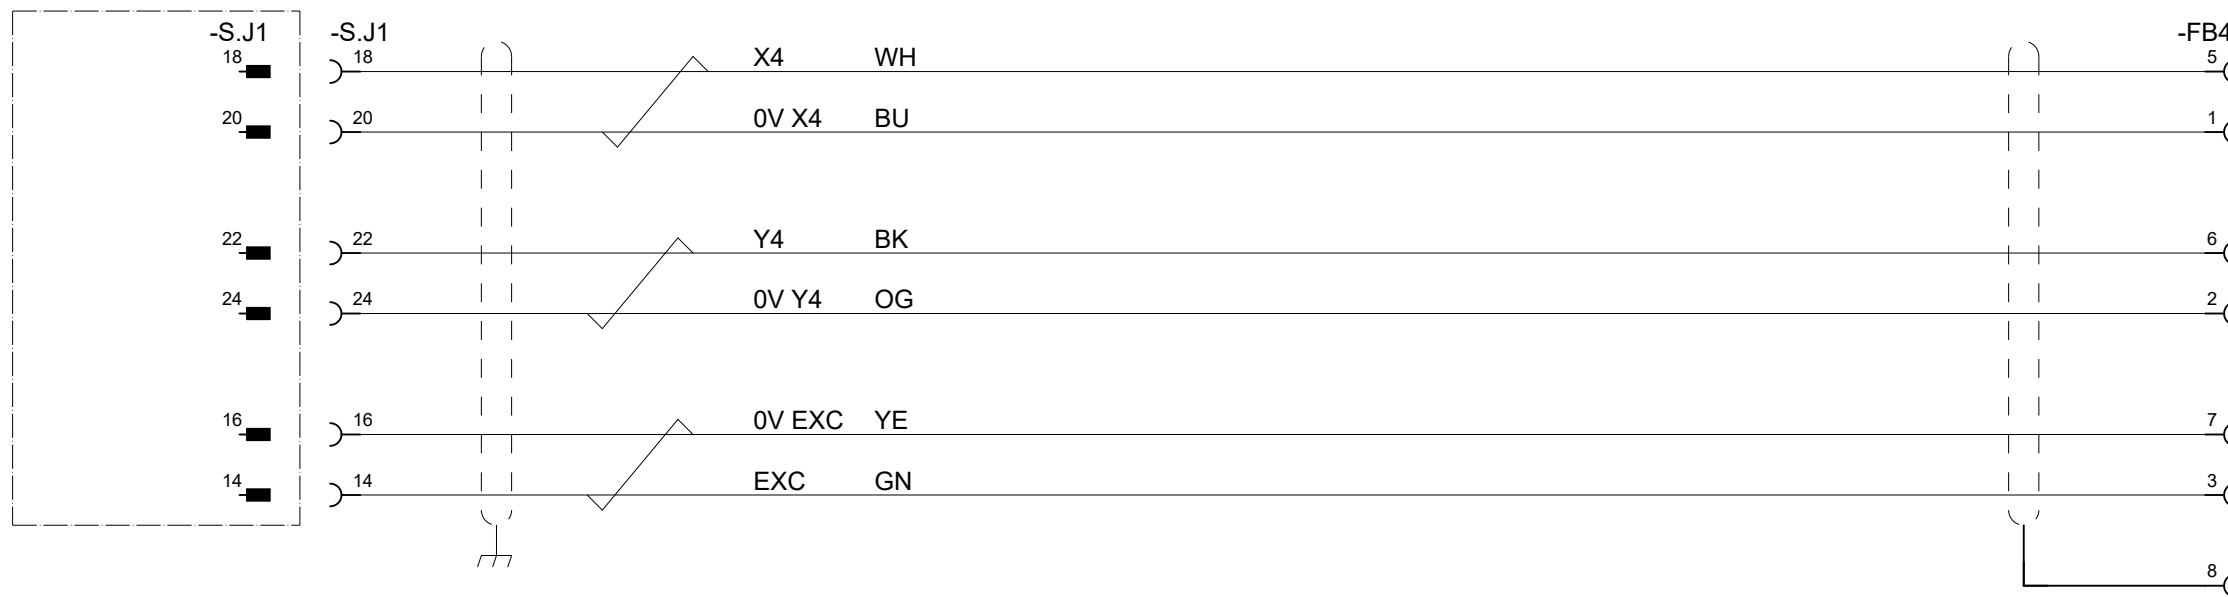 -S.J1 -S.J1 -FB4
18 18 X4 WH 5
20 20 0V X4 BU 1
22 22 Y4 BK 6
24 24 0V Y4 OG 2
16 16 0V EXC YE 7
14 14 EXC GN 3
8